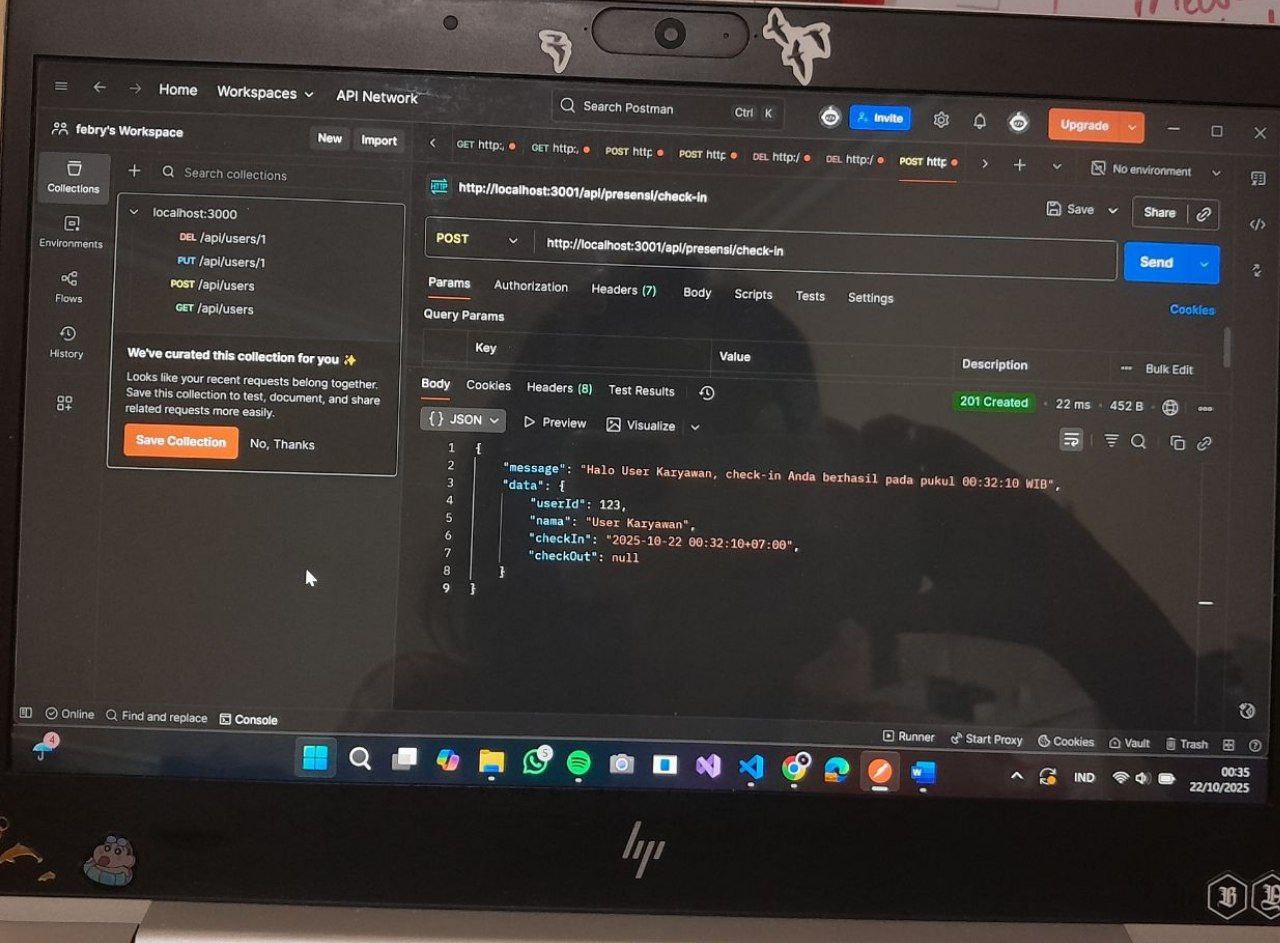 Home Workspaces API Network Search Postman Ctrl K Invite Upgrade
febry's Workspace New Import GET http:, GET http:, POST http POST http DEL http:/ DEL http:/ POST http No environment
Collections
Search collections
HTTP http://localhost:3001/api/presensi/check-in
Save Share
Environments
Flows
History
localhost:3000
DEL /api/users/1
PUT /api/users/1
POST /api/users
GET /api/users
We've curated this collection for you ✨
Looks like your recent requests belong together.
Save this collection to test, document, and share
related requests more easily.
Save Collection No, Thanks
POST http://localhost:3001/api/presensi/check-in Send
Params Authorization Headers (7) Body Scripts Tests Settings Cookies
Query Params
Key Value Description Bulk Edit
Body Cookies Headers (8) Test Results 201 Created 22 ms 452 B
{} JSON Preview Visualize
1 {
2 "message": "Halo User Karyawan, check-in Anda berhasil pada pukul 00:32:10 WIB",
3 "data": {
4 "userId": 123,
5 "nama": "User Karyawan",
6 "checkIn": "2025-10-22 00:32:10+07:00",
7 "checkOut": null
8 }
9 }
Online Find and replace Console Runner Start Proxy Cookies Vault Trash
4
5
IND
00:35
22/10/2025
hp